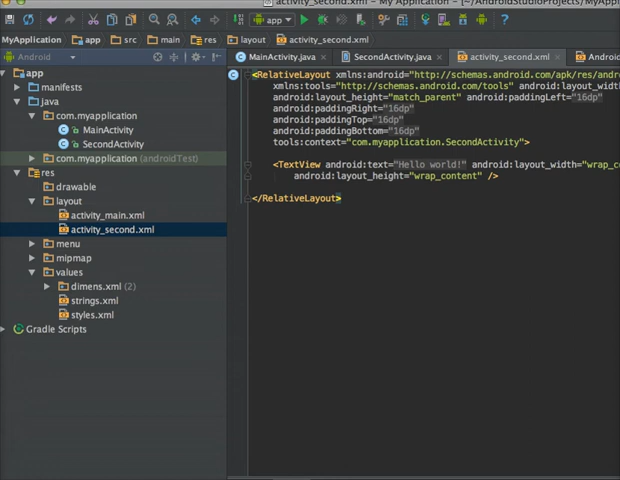 activity_second.xml - My Application - [~/AndroidStudioProjects/MyApp
app
MyApplication app src main res layout activity_second.xml
Android
MainActivity.java SecondActivity.java activity_second.xml Android
app
manifests
java
com.myapplication
MainActivity
SecondActivity
com.myapplication (androidTest)
res
drawable
layout
activity_main.xml
activity_second.xml
menu
mipmap
values
dimens.xml (2)
strings.xml
styles.xml
Gradle Scripts
<RelativeLayout xmlns:android="http://schemas.android.com/apk/res/andro
xmlns:tools="http://schemas.android.com/tools" android:layout_width
android:layout_height="match_parent" android:paddingLeft="16dp"
android:paddingRight="16dp"
android:paddingTop="16dp"
android:paddingBottom="16dp"
tools:context="com.myapplication.SecondActivity">
<TextView android:text="Hello world!" android:layout_width="wrap_co
android:layout_height="wrap_content" />
</RelativeLayout>